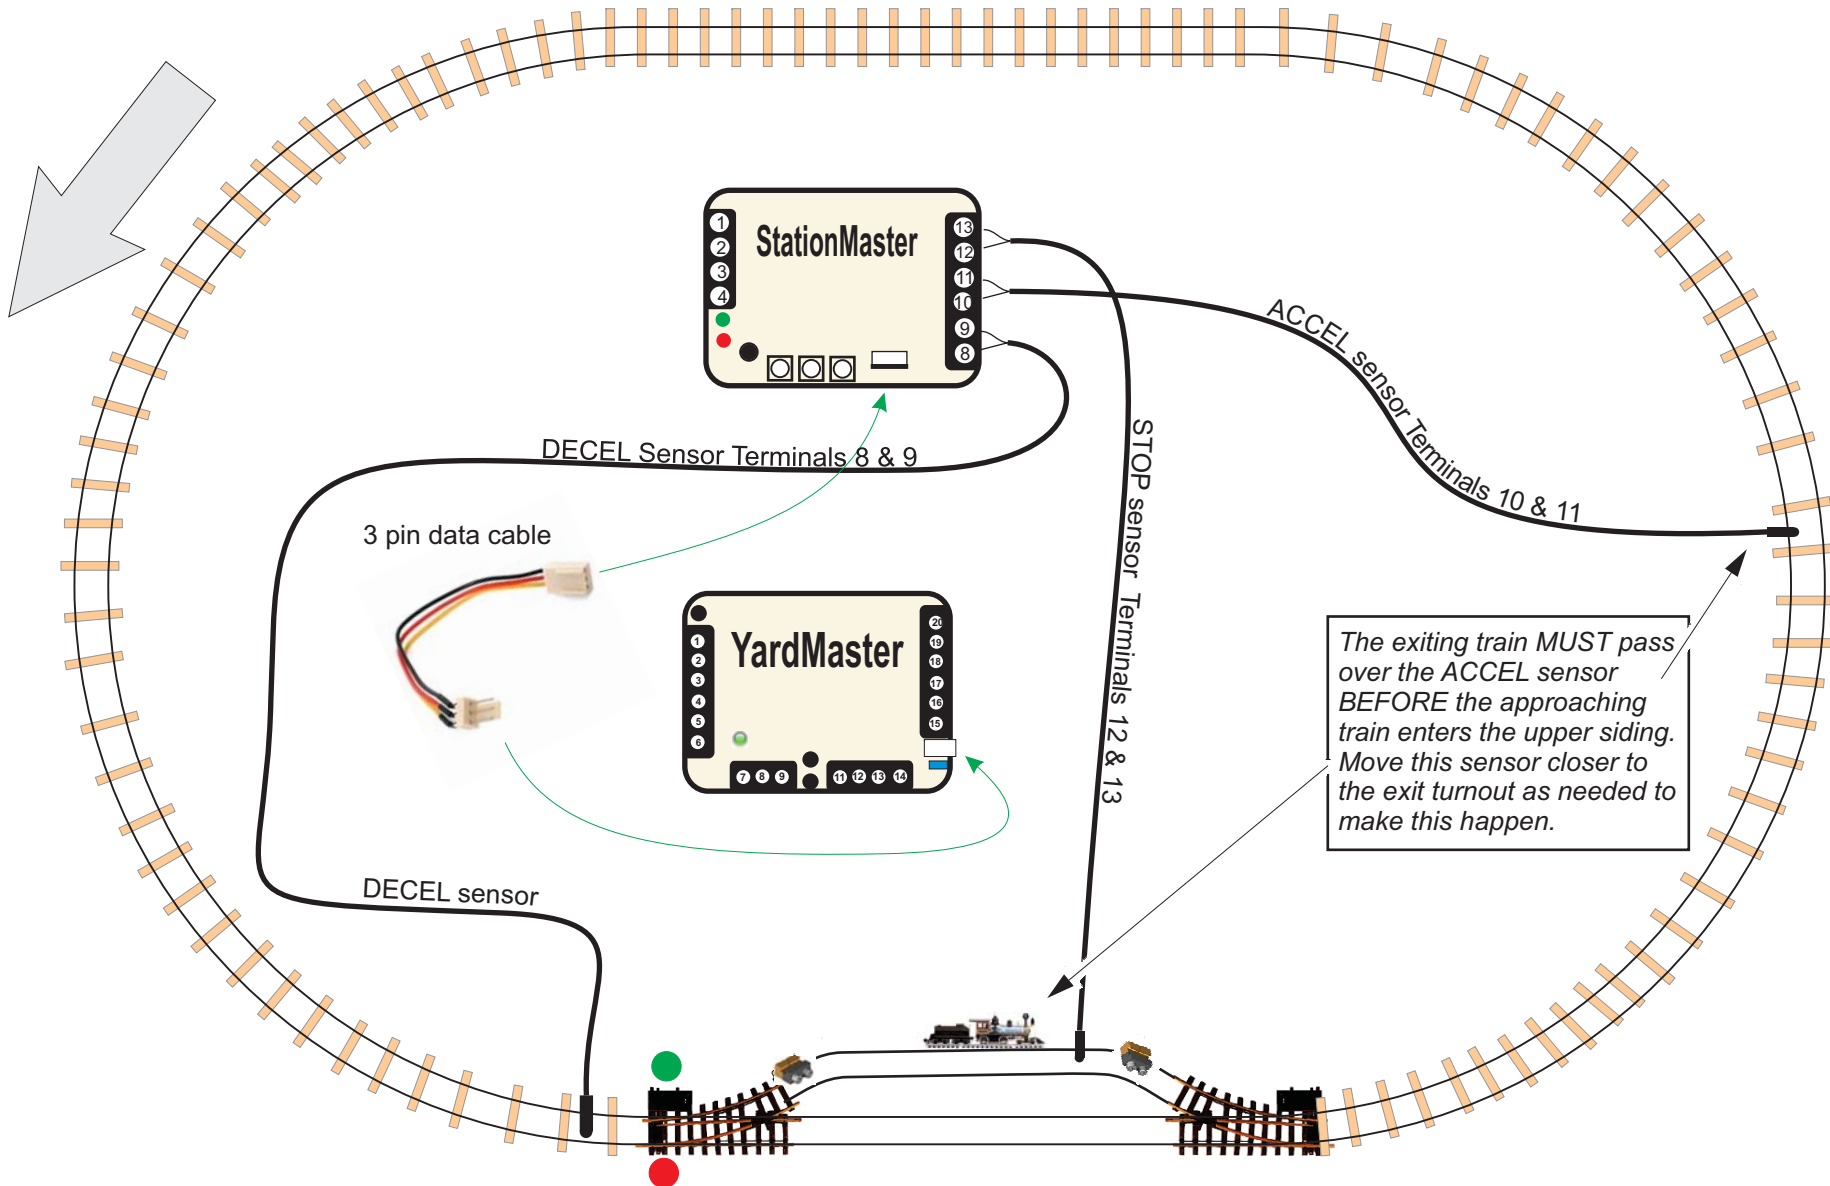 StationMaster
1
2
3
4
13
12
11
10
9
8
ACCEL sensor Terminals 10 & 11
DECEL Sensor Terminals 8 & 9
STOP sensor Terminals 12 & 13
3 pin data cable
YardMaster
1
2
3
4
5
6
7 8 9
11 12 13 14
20
19
18
17
16
15
The exiting train MUST pass
over the ACCEL sensor
BEFORE the approaching
train enters the upper siding.
Move this sensor closer to
the exit turnout as needed to
make this happen.
DECEL sensor